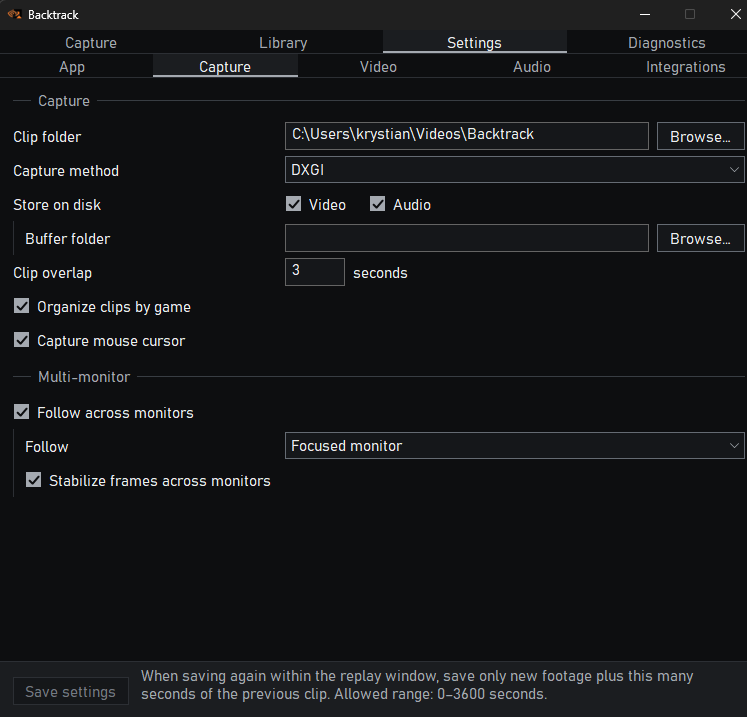 Backtrack
Capture Library Settings Diagnostics
App Capture Video Audio Integrations
Capture
Clip folder C:\Users\krystian\Videos\Backtrack Browse...
Capture method DXGI
Store on disk Video Audio
Buffer folder Browse...
Clip overlap 3 seconds
Organize clips by game
Capture mouse cursor
Multi-monitor
Follow across monitors
Follow Focused monitor
Stabilize frames across monitors
Save settings
When saving again within the replay window, save only new footage plus this many
seconds of the previous clip. Allowed range: 0–3600 seconds.